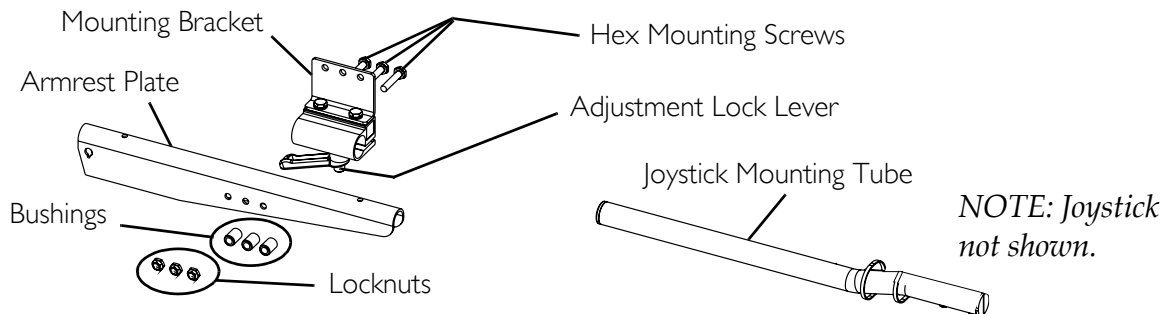 Mounting Bracket
Hex Mounting Screws
Armrest Plate
Adjustment Lock Lever
Joystick Mounting Tube
NOTE: Joystick
not shown.
Bushings
Locknuts